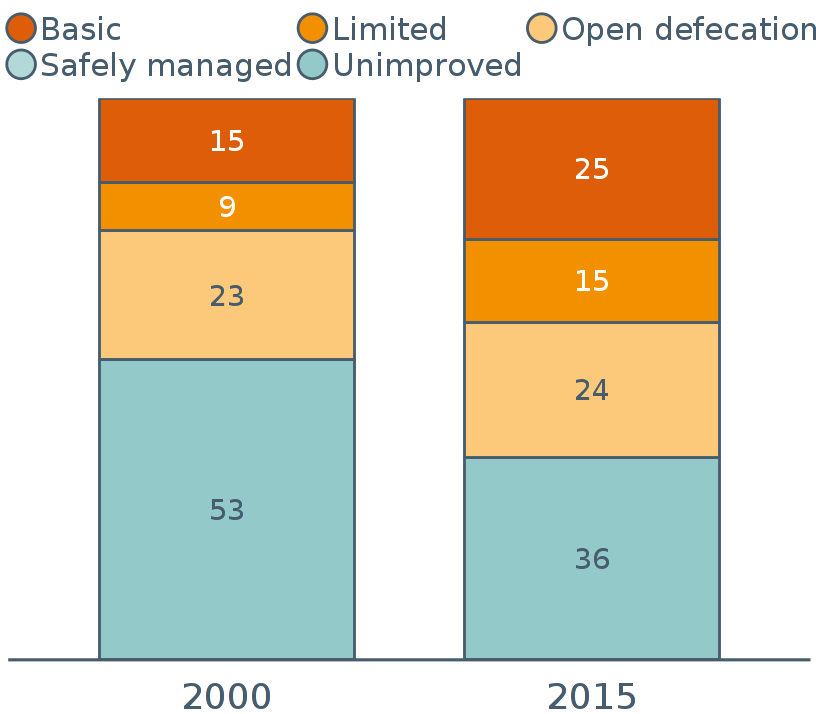 Basic Limited Open defecation
Safely managed Unimproved
15 25
9 15
23 24
53 36
2000 2015